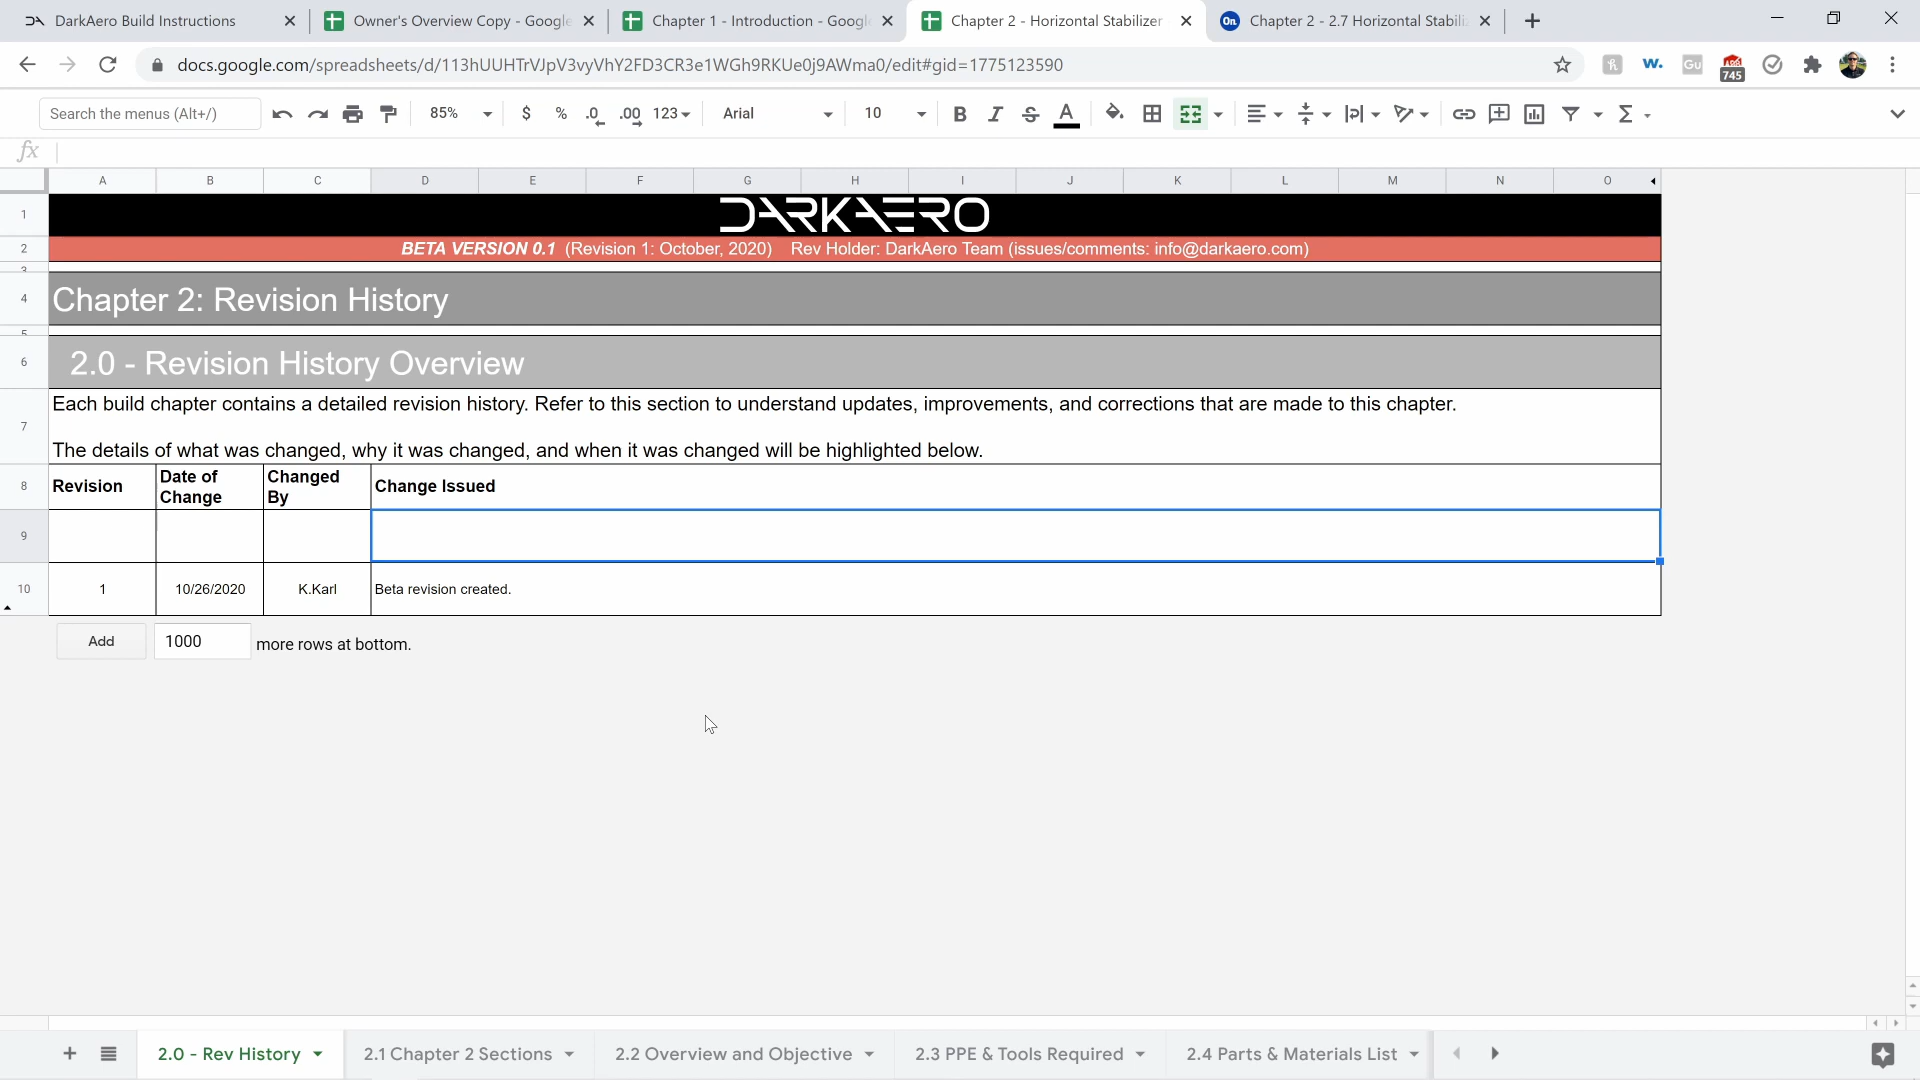 DarkAero Build Instructions
Owner's Overview Copy - Google
Chapter 1 - Introduction - Googl
Chapter 2 - Horizontal Stabilizer
On
Chapter 2 - 2.7 Horizontal Stabili
docs.google.com/spreadsheets/d/113hUUHTrVJpV3vyVhY2FD3CR3e1WGh9RKUe0j9AWma0/edit#gid=1775123590
w.
GU
745
Search the menus (Alt+/)
85%
$
%
.0
.00
123
Arial
10
B
I
S
A
Σ
fx
A B C D E F G H I J K L M N O
1
DARKAERO
2
BETA VERSION 0.1 (Revision 1: October, 2020) Rev Holder: DarkAero Team (issues/comments: info@darkaero.com)
3
4
Chapter 2: Revision History
5
6
2.0 - Revision History Overview
7
Each build chapter contains a detailed revision history. Refer to this section to understand updates, improvements, and corrections that are made to this chapter.
The details of what was changed, why it was changed, and when it was changed will be highlighted below.
8
Revision
Date of
Change
Changed
By
Change Issued
9
10
1
10/26/2020
K.Karl
Beta revision created.
Add
1000
more rows at bottom.
2.0 - Rev History
2.1 Chapter 2 Sections
2.2 Overview and Objective
2.3 PPE & Tools Required
2.4 Parts & Materials List